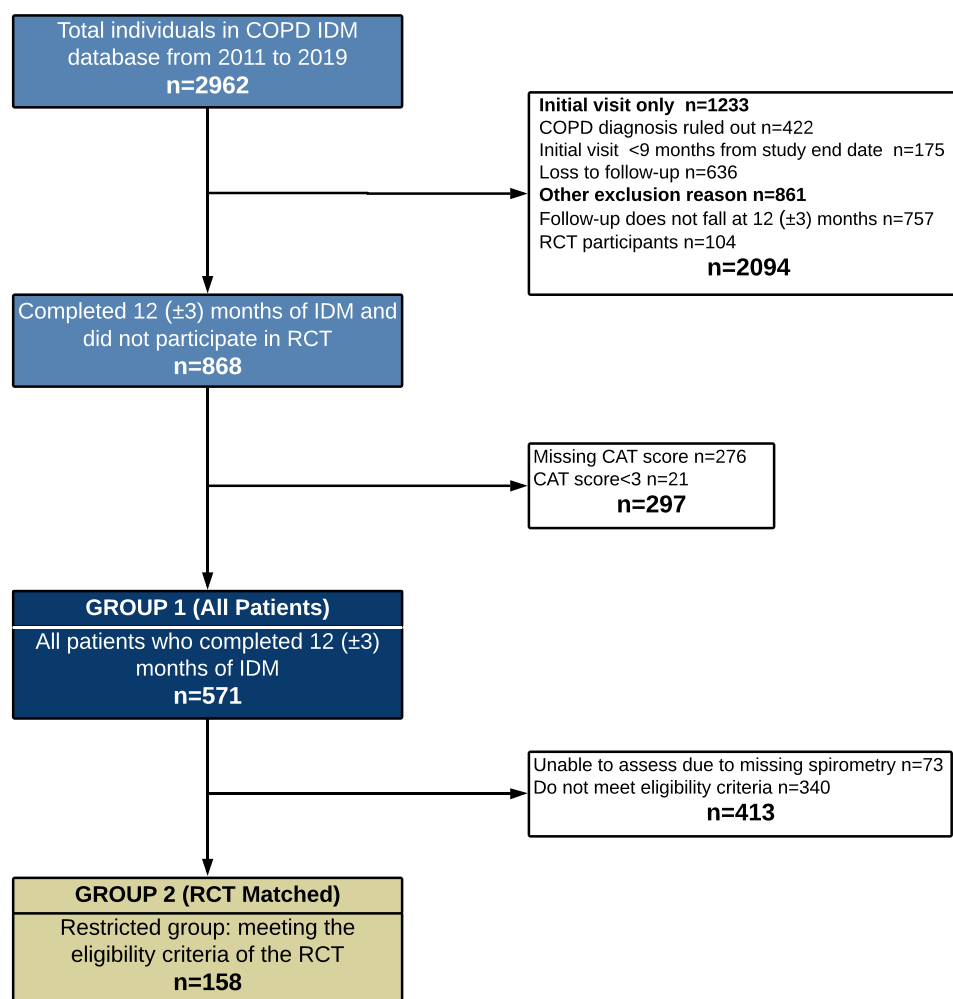 Total individuals in COPD IDM
database from 2011 to 2019
n=2962
Initial visit only n=1233
COPD diagnosis ruled out n=422
Initial visit <9 months from study end date n=175
Loss to follow-up n=636
Other exclusion reason n=861
Follow-up does not fall at 12 (±3) months n=757
RCT participants n=104
n=2094
Completed 12 (±3) months of IDM and
did not participate in RCT
n=868
Missing CAT score n=276
CAT score<3 n=21
n=297
GROUP 1 (All Patients)
All patients who completed 12 (±3)
months of IDM
n=571
Unable to assess due to missing spirometry n=73
Do not meet eligibility criteria n=340
n=413
GROUP 2 (RCT Matched)
Restricted group: meeting the
eligibility criteria of the RCT
n=158